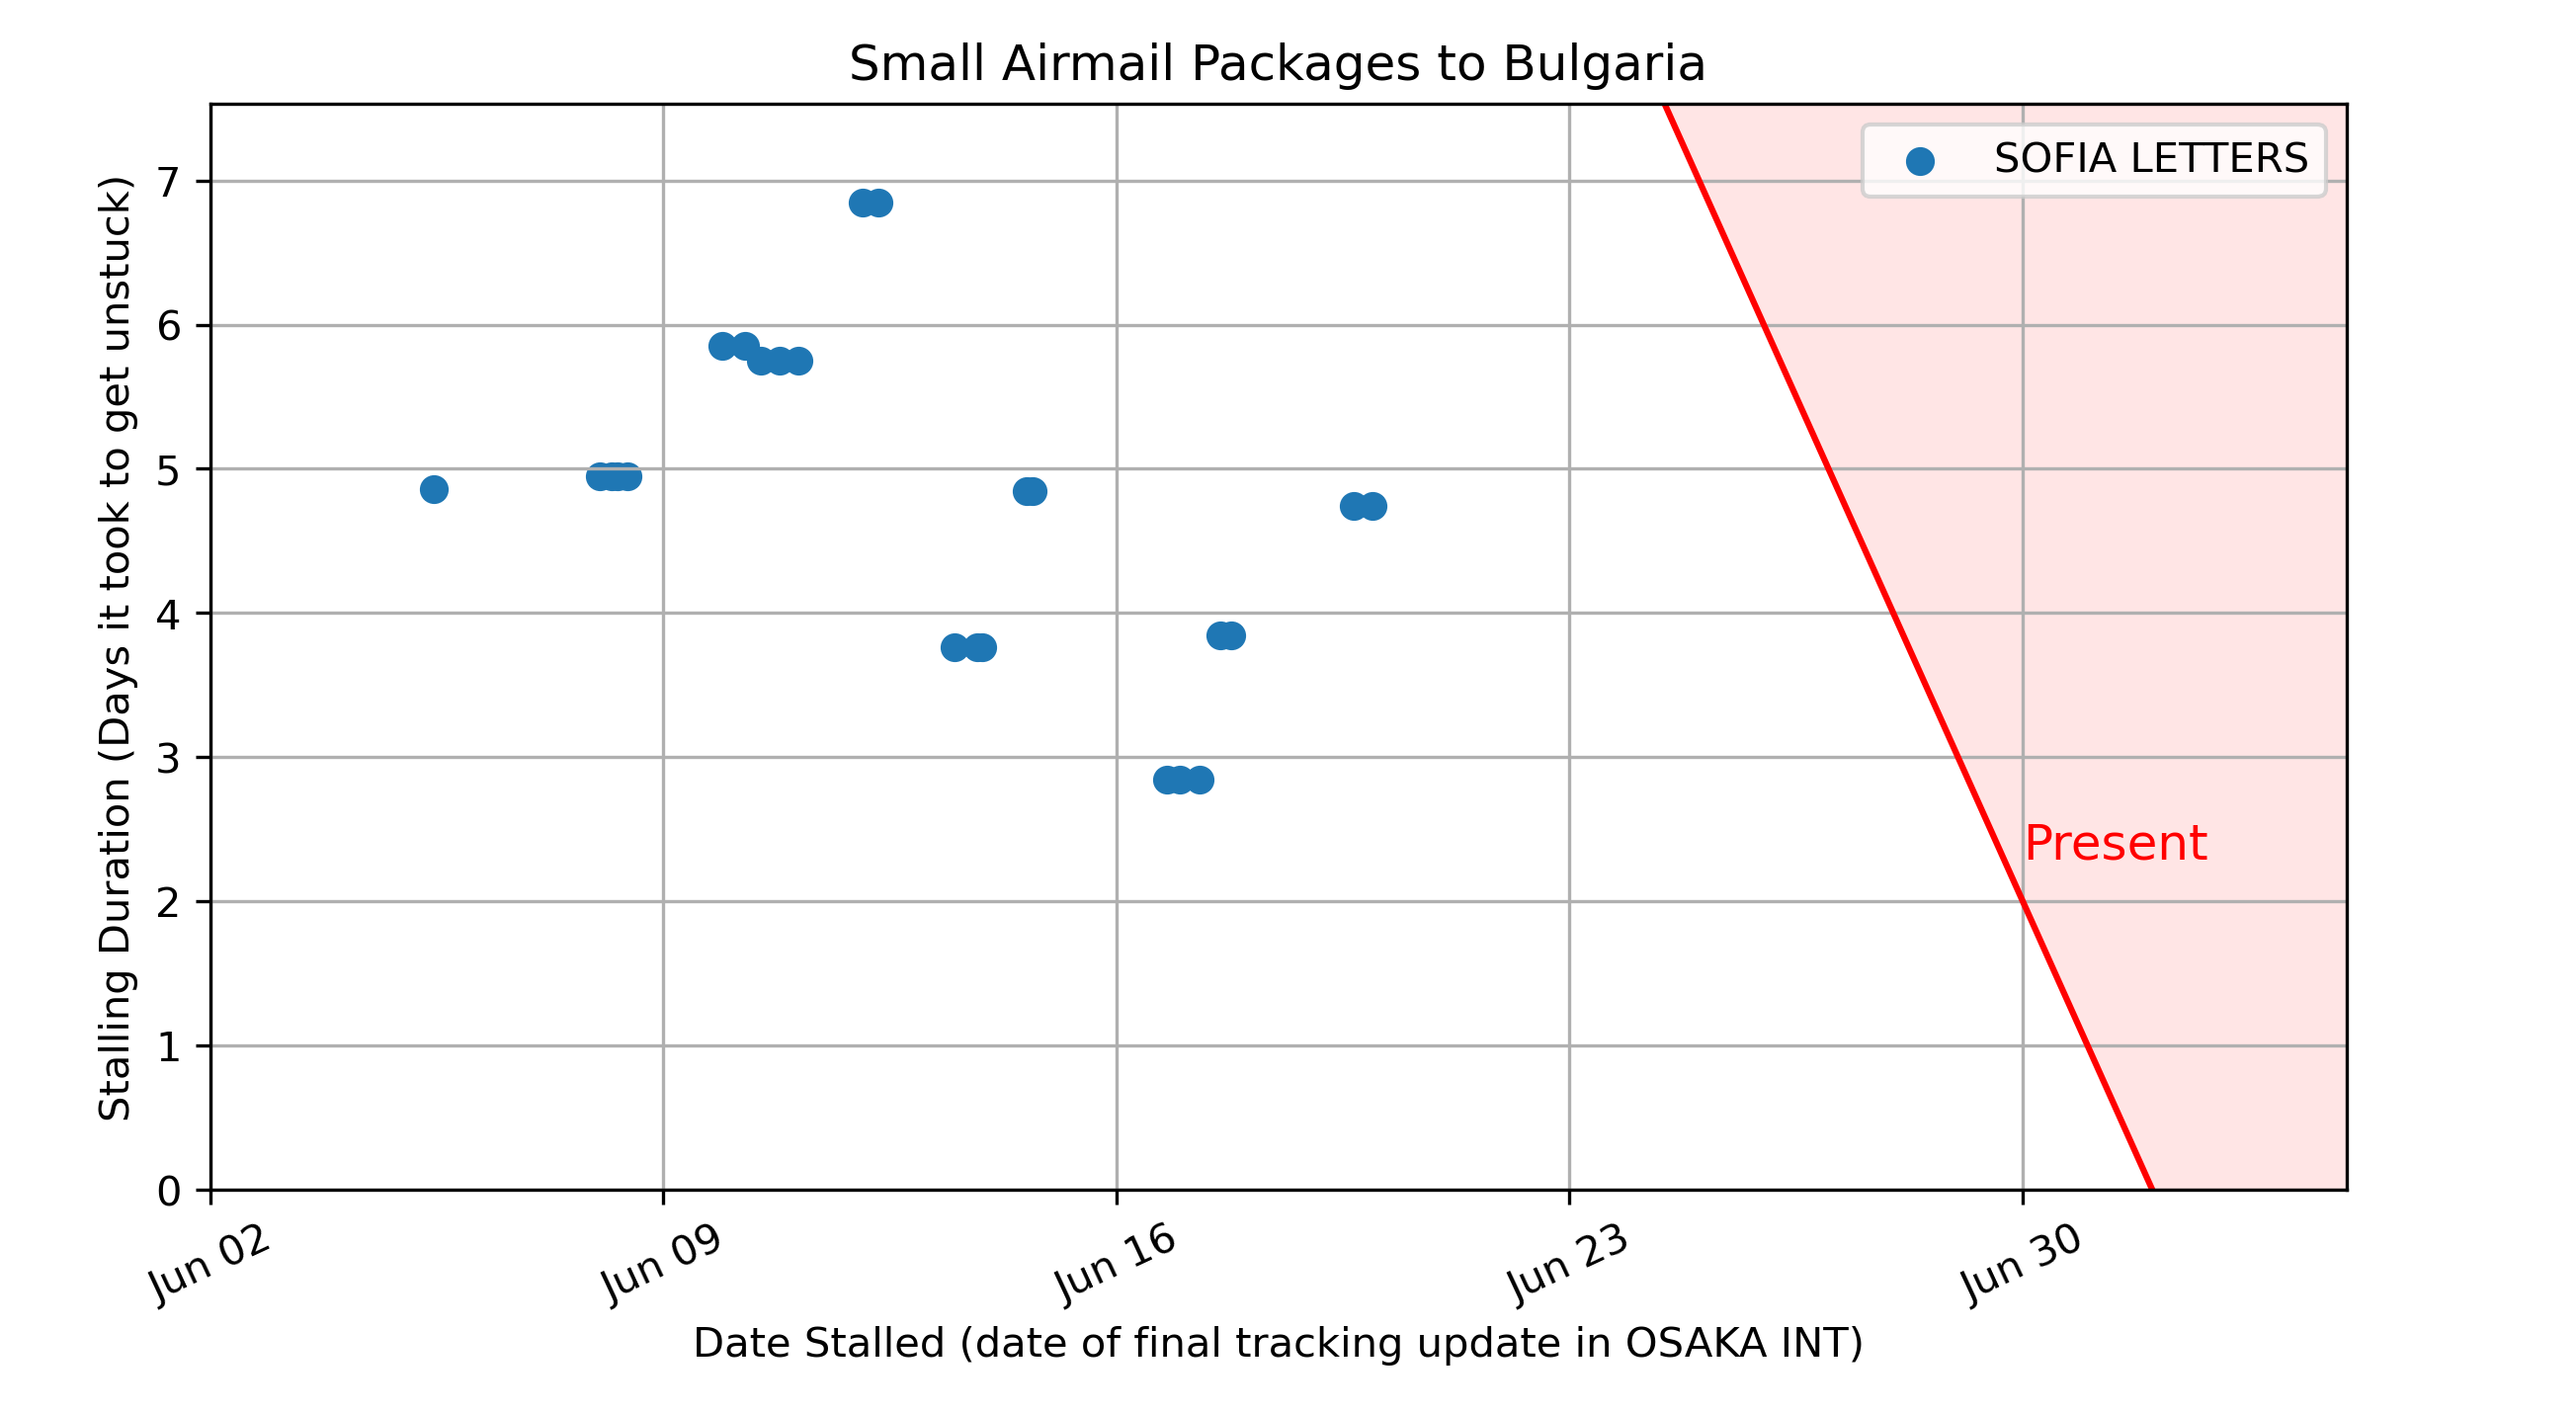 Small Airmail Packages to Bulgaria
SOFIA LETTERS
Stalling Duration (Days it took to get unstuck)
7
6
5
4
3
2
1
0
Present
Jun 02
Jun 09
Jun 16
Jun 23
Jun 30
Date Stalled (date of final tracking update in OSAKA INT)